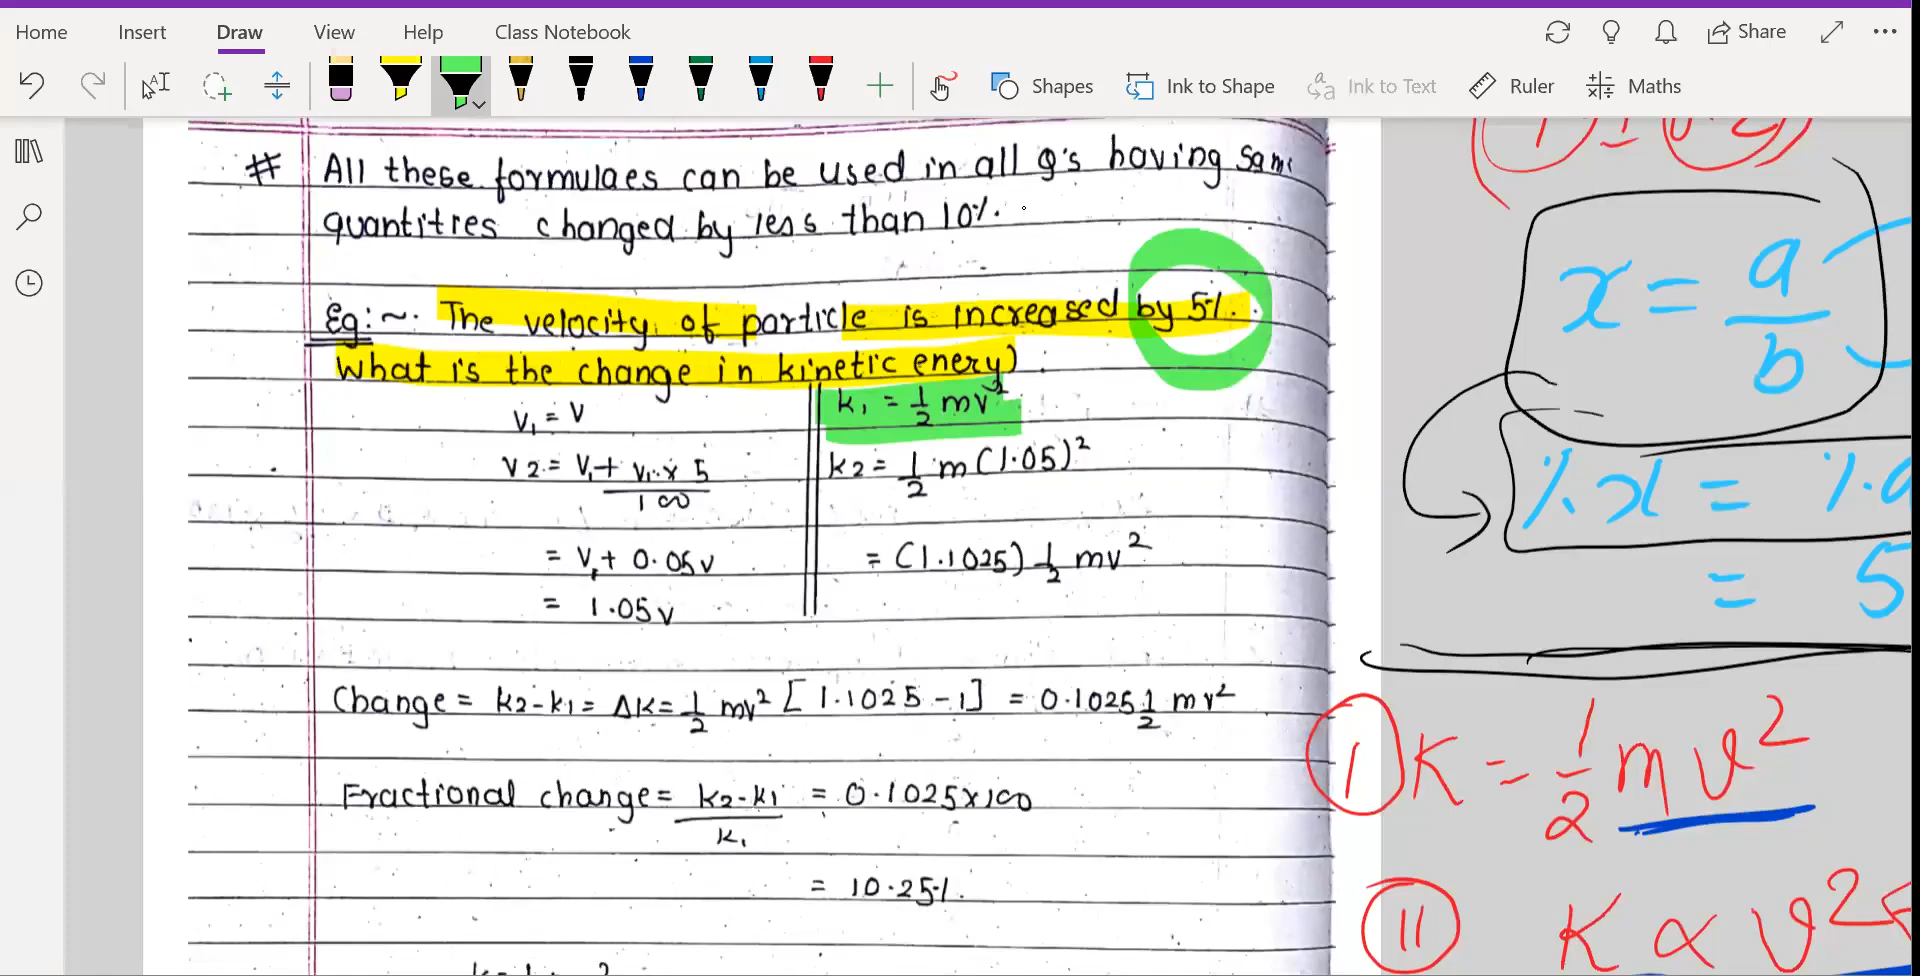 Home Insert Draw View Help Class Notebook Share
Shapes Ink to Shape Ink to Text Ruler Maths
# All these formulaes can be used in all Q's having same
quantitres changed by less than 10%.
Eg:~. The velocity of particle is increased by 5%.
What is the change in kinetic enery)
V₁ = V
V2 = V₁ + V₁ x 5
100
= V₁ + 0.05V
= 1.05V
k₁ = 1/2 mv²
k2 = 1/2 m(1.05)²
= (1.1025) 1/2 mv²
Change = k2-k1 = ΔK = 1/2 mv² [1.1025-1] = 0.1025 1/2 mv²
Fractional change = k2-k1 = 0.1025x100
k₁
= 10.25%.
x = a/b
%x = %a
= 5
I K = 1/2 mv²
II K ∝ v²